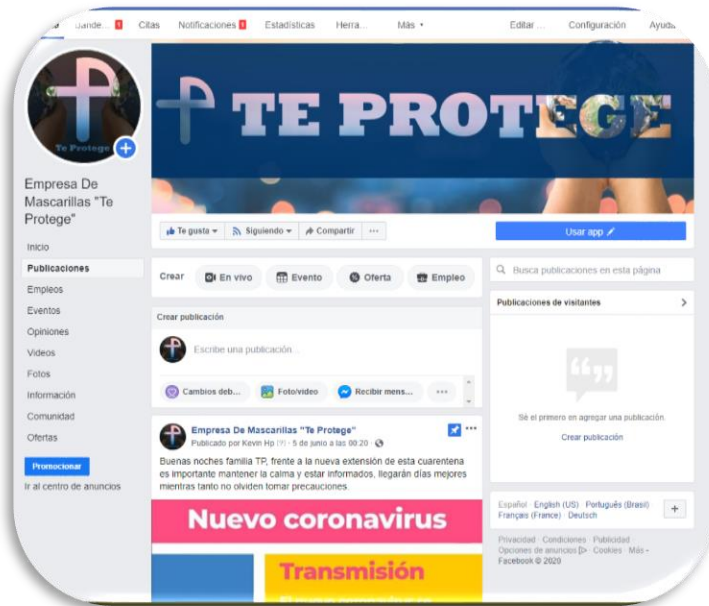 Citas
Notificaciones 1
Estadísticas
Herra...
Más
Editar ...
Configuración
TE PROTEGE
Te Protege
Empresa De
Mascarillas "Te
Protege"
Inicio
Publicaciones
Empleos
Eventos
Opiniones
Videos
Fotos
Información
Comunidad
Ofertas
Promocionar
Ir al centro de anuncios
Te gusta
Siguiendo
Compartir
...
Usar app
Crear
En vivo
Evento
Oferta
Empleo
Crear publicación
Escribe una publicación...
Cambios deb...
Foto/video
Recibir mens...
...
Empresa De Mascarillas "Te Protege"
Publicado por Kevin Hp [?] · 5 de junio a las 00:20 ·
Buenas noches familia TP, frente a la nueva extensión de esta cuarentena
es importante mantener la calma y estar informados, llegarán días mejores
mientras tanto no olviden tomar precauciones.
Nuevo coronavirus
Transmisión
Busca publicaciones en esta página
Publicaciones de visitantes
Sé el primero en agregar una publicación.
Crear publicación
Español · English (US) · Português (Brasil) ·
Français (France) · Deutsch
Privacidad · Condiciones · Publicidad ·
Opciones de anuncios · Cookies · Más
Facebook © 2020